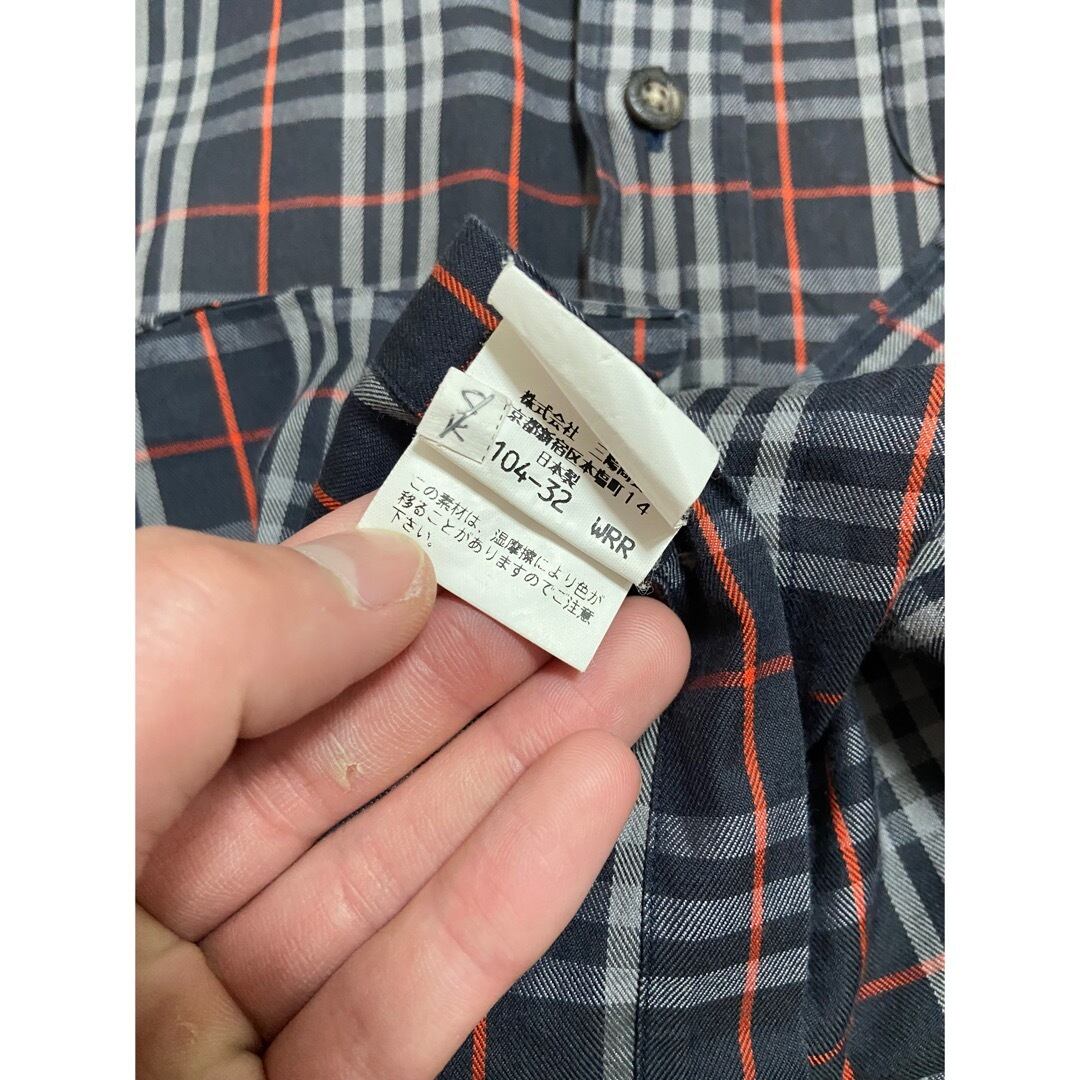 株式会社 三陽商
京都新宿区本塩町14
日本製
104-32 WRR
この素材は、湿摩擦により色が
移ることがありますのでご注意
下さい。